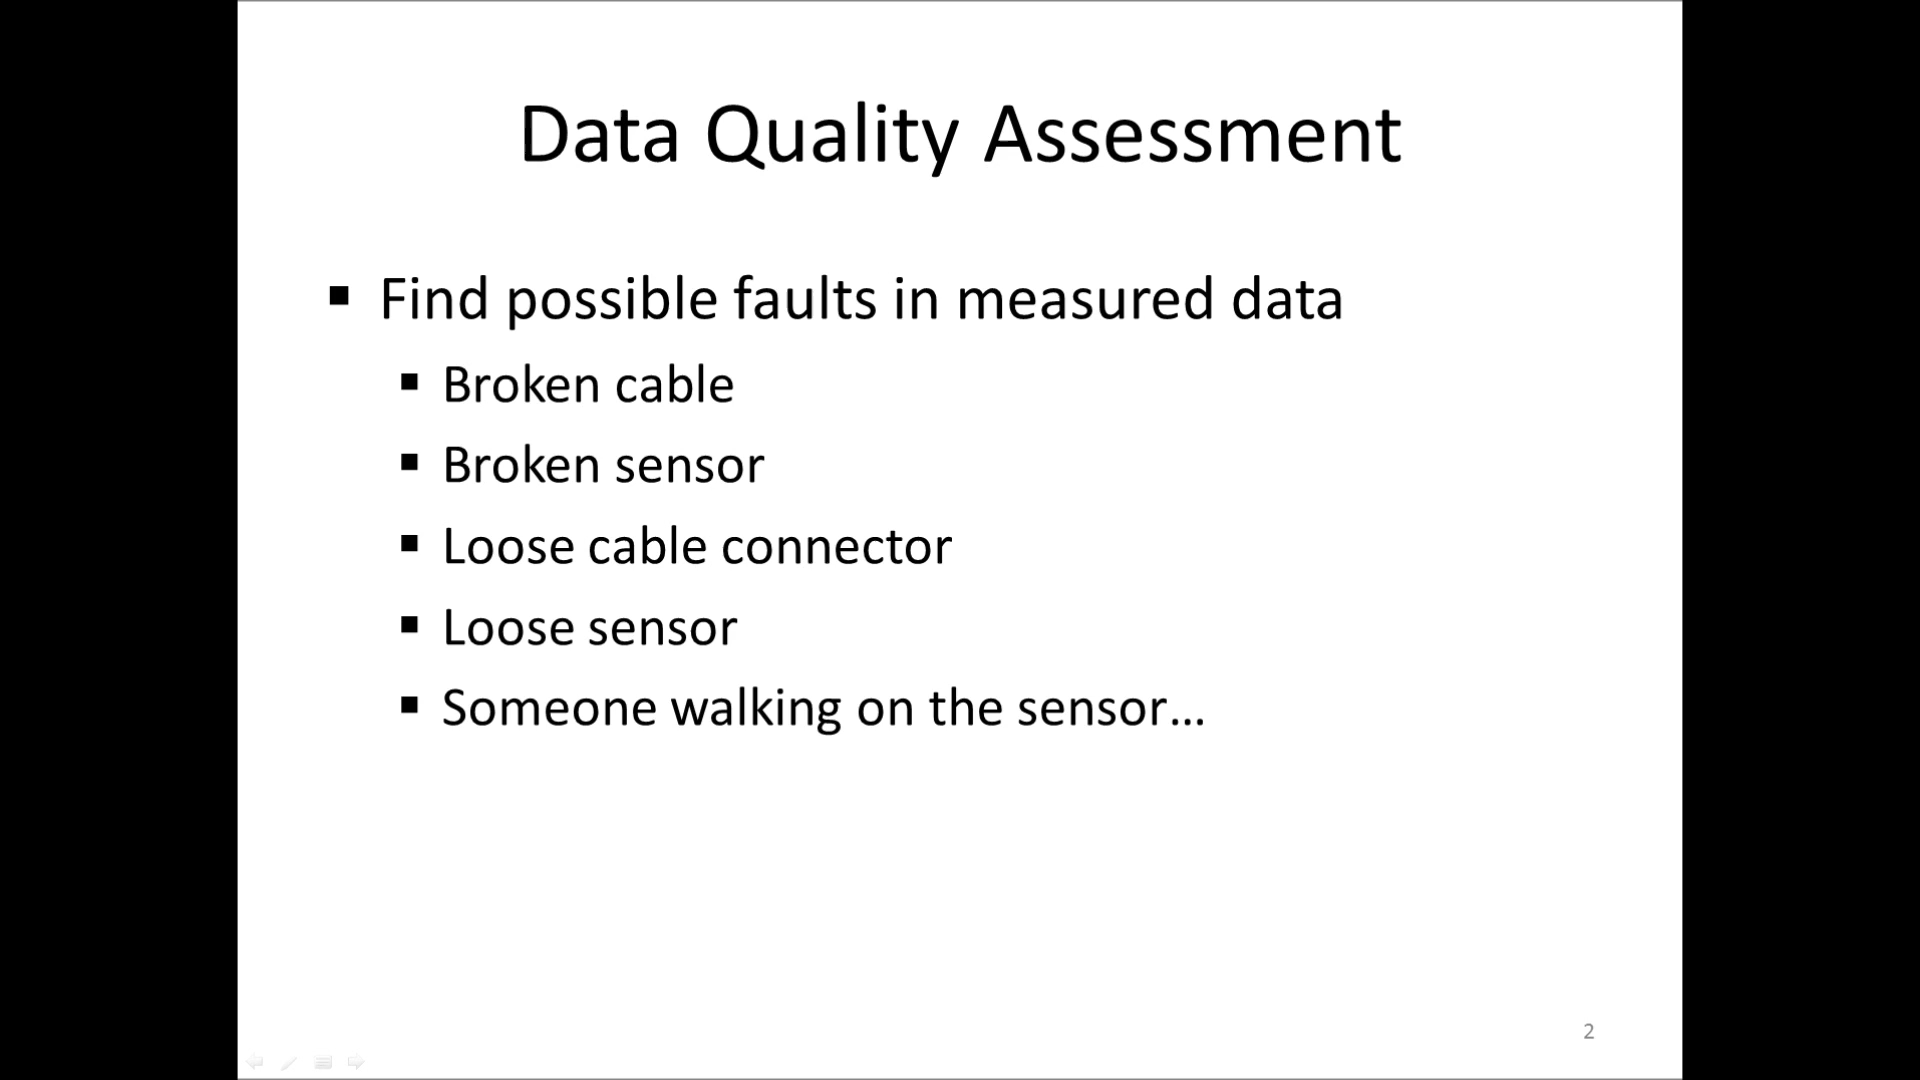 Data Quality Assessment
▪ Find possible faults in measured data
▪ Broken cable
▪ Broken sensor
▪ Loose cable connector
▪ Loose sensor
▪ Someone walking on the sensor…
2